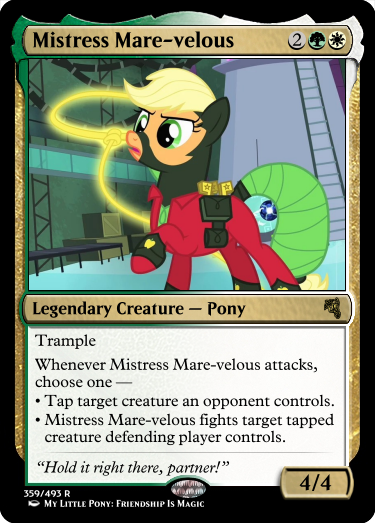 Mistress Mare-velous 2
Legendary Creature — Pony
Trample
Whenever Mistress Mare-velous attacks,
choose one —
• Tap target creature an opponent controls.
• Mistress Mare-velous fights target tapped
creature defending player controls.
“Hold it right there, partner!”
4/4
359/493 R
My Little Pony: Friendship Is Magic